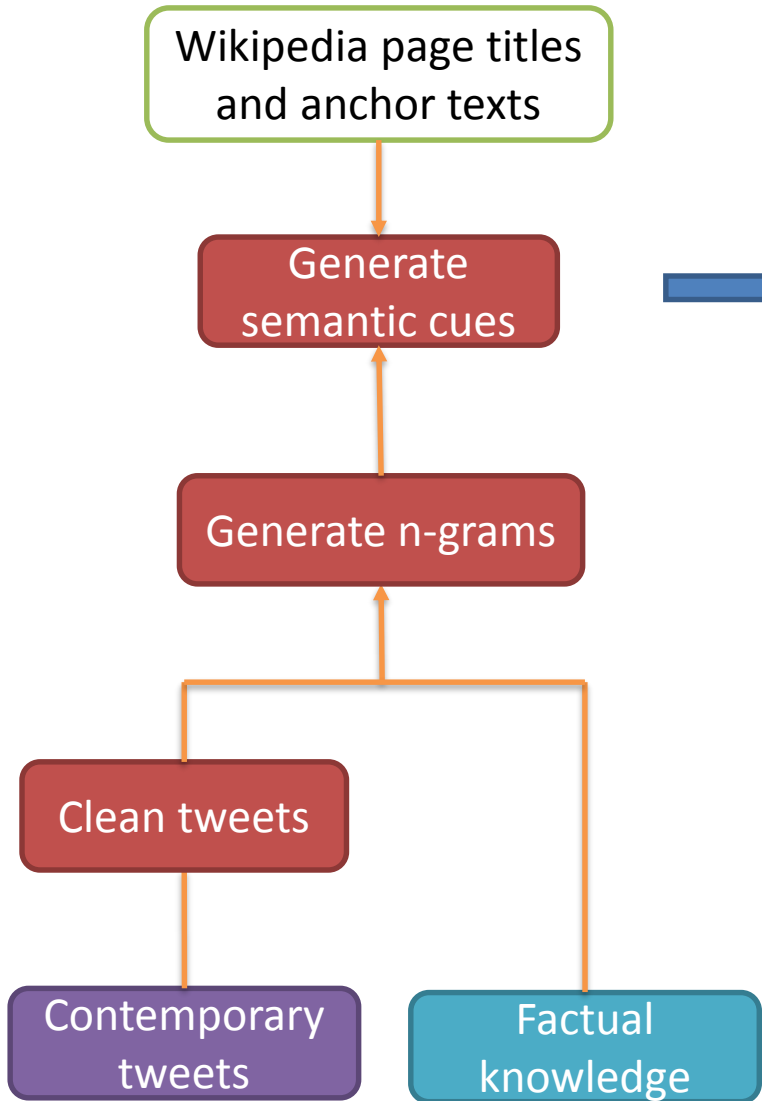 Wikipedia page titles
and anchor texts
Generate
semantic cues
Generate n-grams
Clean tweets
Contemporary
tweets
Factual
knowledge